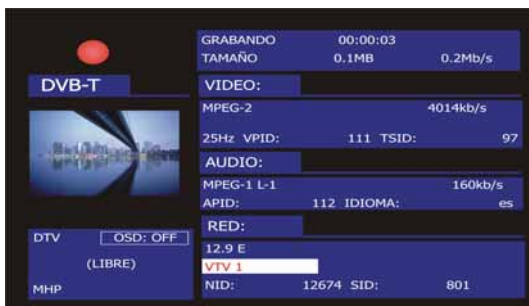 GRABANDO 00:00:03
TAMAÑO 0.1MB 0.2Mb/s
DVB-T
VIDEO:
MPEG-2 4014kb/s
25Hz VPID: 111 TSID: 97
AUDIO:
MPEG-1 L-1 160kb/s
APID: 112 IDIOMA: es
RED:
12.9 E
VTV 1
NID: 12674 SID: 801
DTV OSD: OFF
(LIBRE)
MHP